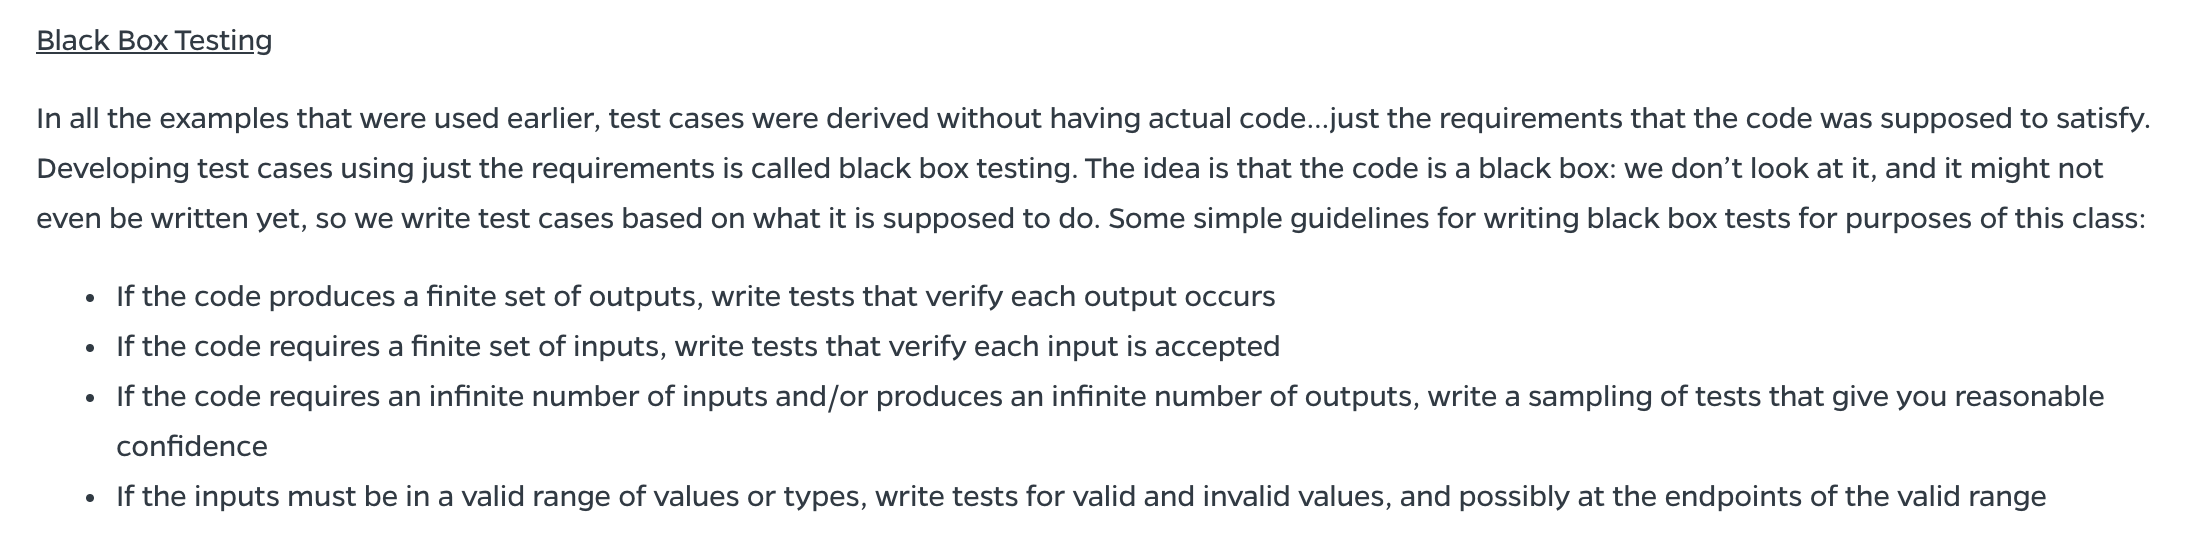 Black Box Testing
In all the examples that were used earlier, test cases were derived without having actual code...just the requirements that the code was supposed to satisfy.
Developing test cases using just the requirements is called black box testing. The idea is that the code is a black box: we don’t look at it, and it might not
even be written yet, so we write test cases based on what it is supposed to do. Some simple guidelines for writing black box tests for purposes of this class:
• If the code produces a finite set of outputs, write tests that verify each output occurs
• If the code requires a finite set of inputs, write tests that verify each input is accepted
• If the code requires an infinite number of inputs and/or produces an infinite number of outputs, write a sampling of tests that give you reasonable
confidence
• If the inputs must be in a valid range of values or types, write tests for valid and invalid values, and possibly at the endpoints of the valid range